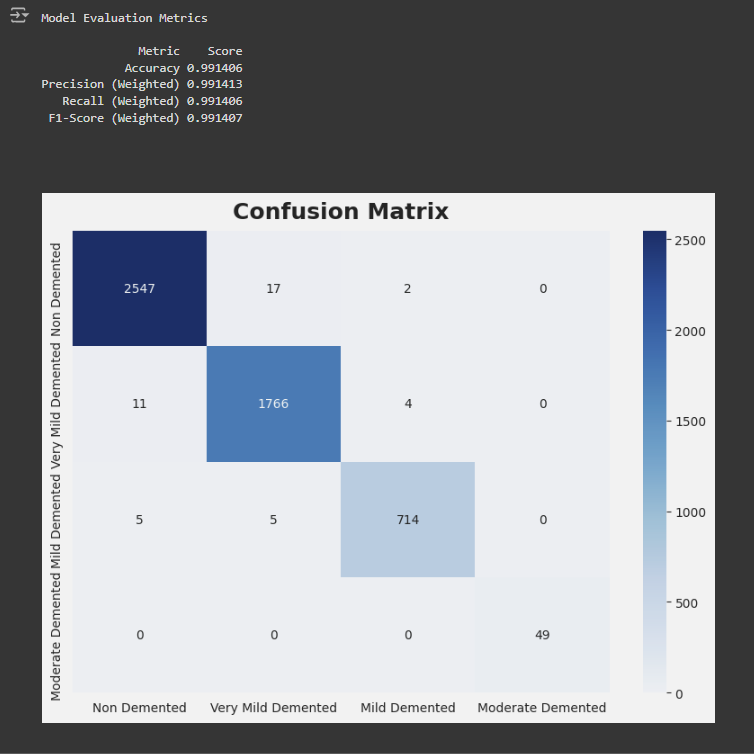 Model Evaluation Metrics
Metric Score
Accuracy 0.991406
Precision (Weighted) 0.991413
Recall (Weighted) 0.991406
F1-Score (Weighted) 0.991407
Confusion Matrix
Non Demented
2547 17 2 0
Very Mild Demented
11 1766 4 0
Mild Demented
5 5 714 0
Moderate Demented
0 0 0 49
Non Demented Very Mild Demented Mild Demented Moderate Demented
2500
2000
1500
1000
500
0